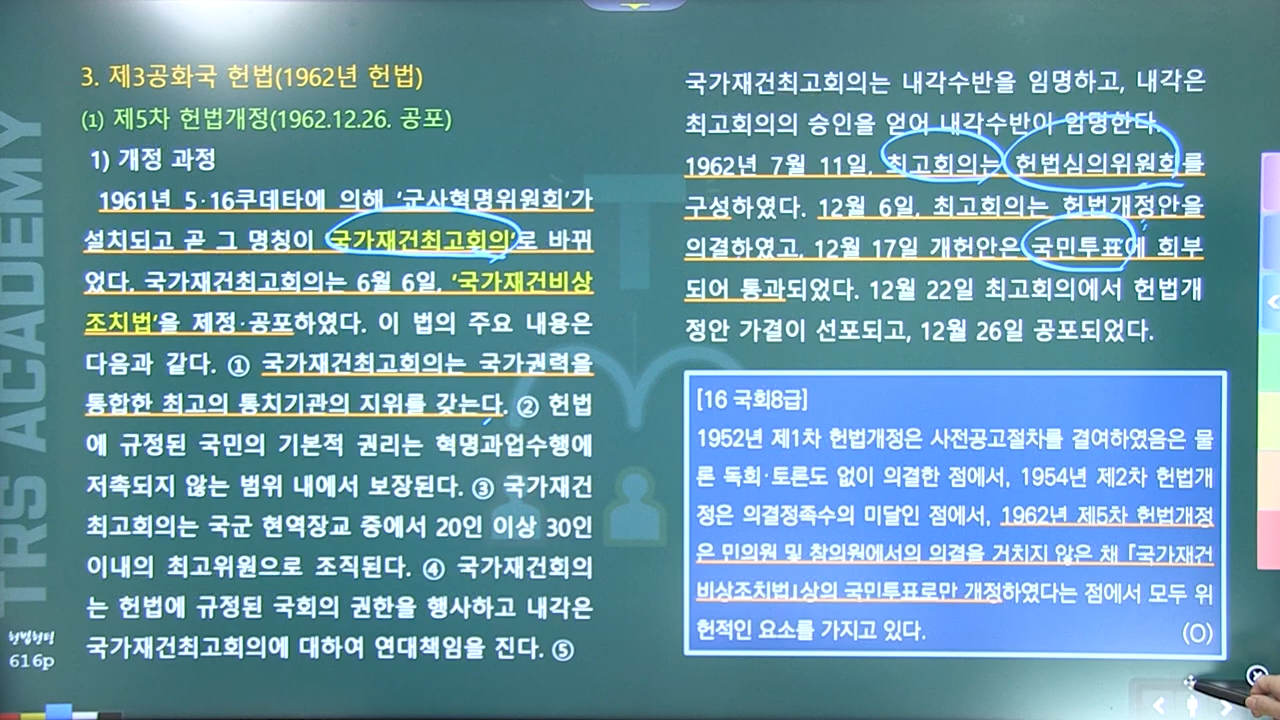 3. 제3공화국 헌법(1962년 헌법)
(1) 제5차 헌법개정(1962.12.26. 공포)
1) 개정 과정
1961년 5·16쿠데타에 의해 '군사혁명위원회'가
설치되고 곧 그 명칭이 '국가재건최고회의'로 바뀌
었다. 국가재건최고회의는 6월 6일, '국가재건비상
조치법'을 제정·공포하였다. 이 법의 주요 내용은
다음과 같다. ① 국가재건최고회의는 국가권력을
통합한 최고의 통치기관의 지위를 갖는다. ② 헌법
에 규정된 국민의 기본적 권리는 혁명과업수행에
저촉되지 않는 범위 내에서 보장된다. ③ 국가재건
최고회의는 국군 현역장교 중에서 20인 이상 30인
이내의 최고위원으로 조직된다. ④ 국가재건회의
는 헌법에 규정된 국회의 권한을 행사하고 내각은
국가재건최고회의에 대하여 연대책임을 진다. ⑤
국가재건최고회의는 내각수반을 임명하고, 내각은
최고회의의 승인을 얻어 내각수반이 임명한다.
1962년 7월 11일, 최고회의는 헌법심의위원회를
구성하였다. 12월 6일, 최고회의는 헌법개정안을
의결하였고, 12월 17일 개헌안은 국민투표에 회부
되어 통과되었다. 12월 22일 최고회의에서 헌법개
정안 가결이 선포되고, 12월 26일 공포되었다.
[16 국회8급]
1952년 제1차 헌법개정은 사전공고절차를 결여하였음은 물
론 독회·토론도 없이 의결한 점에서, 1954년 제2차 헌법개
정은 의결정족수의 미달인 점에서, 1962년 제5차 헌법개정
은 민의원 및 참의원에서의 의결을 거치지 않은 채 「국가재건
비상조치법」상의 국민투표로만 개정하였다는 점에서 모두 위
헌적인 요소를 가지고 있다. (O)
TRS ACADEMY
616p